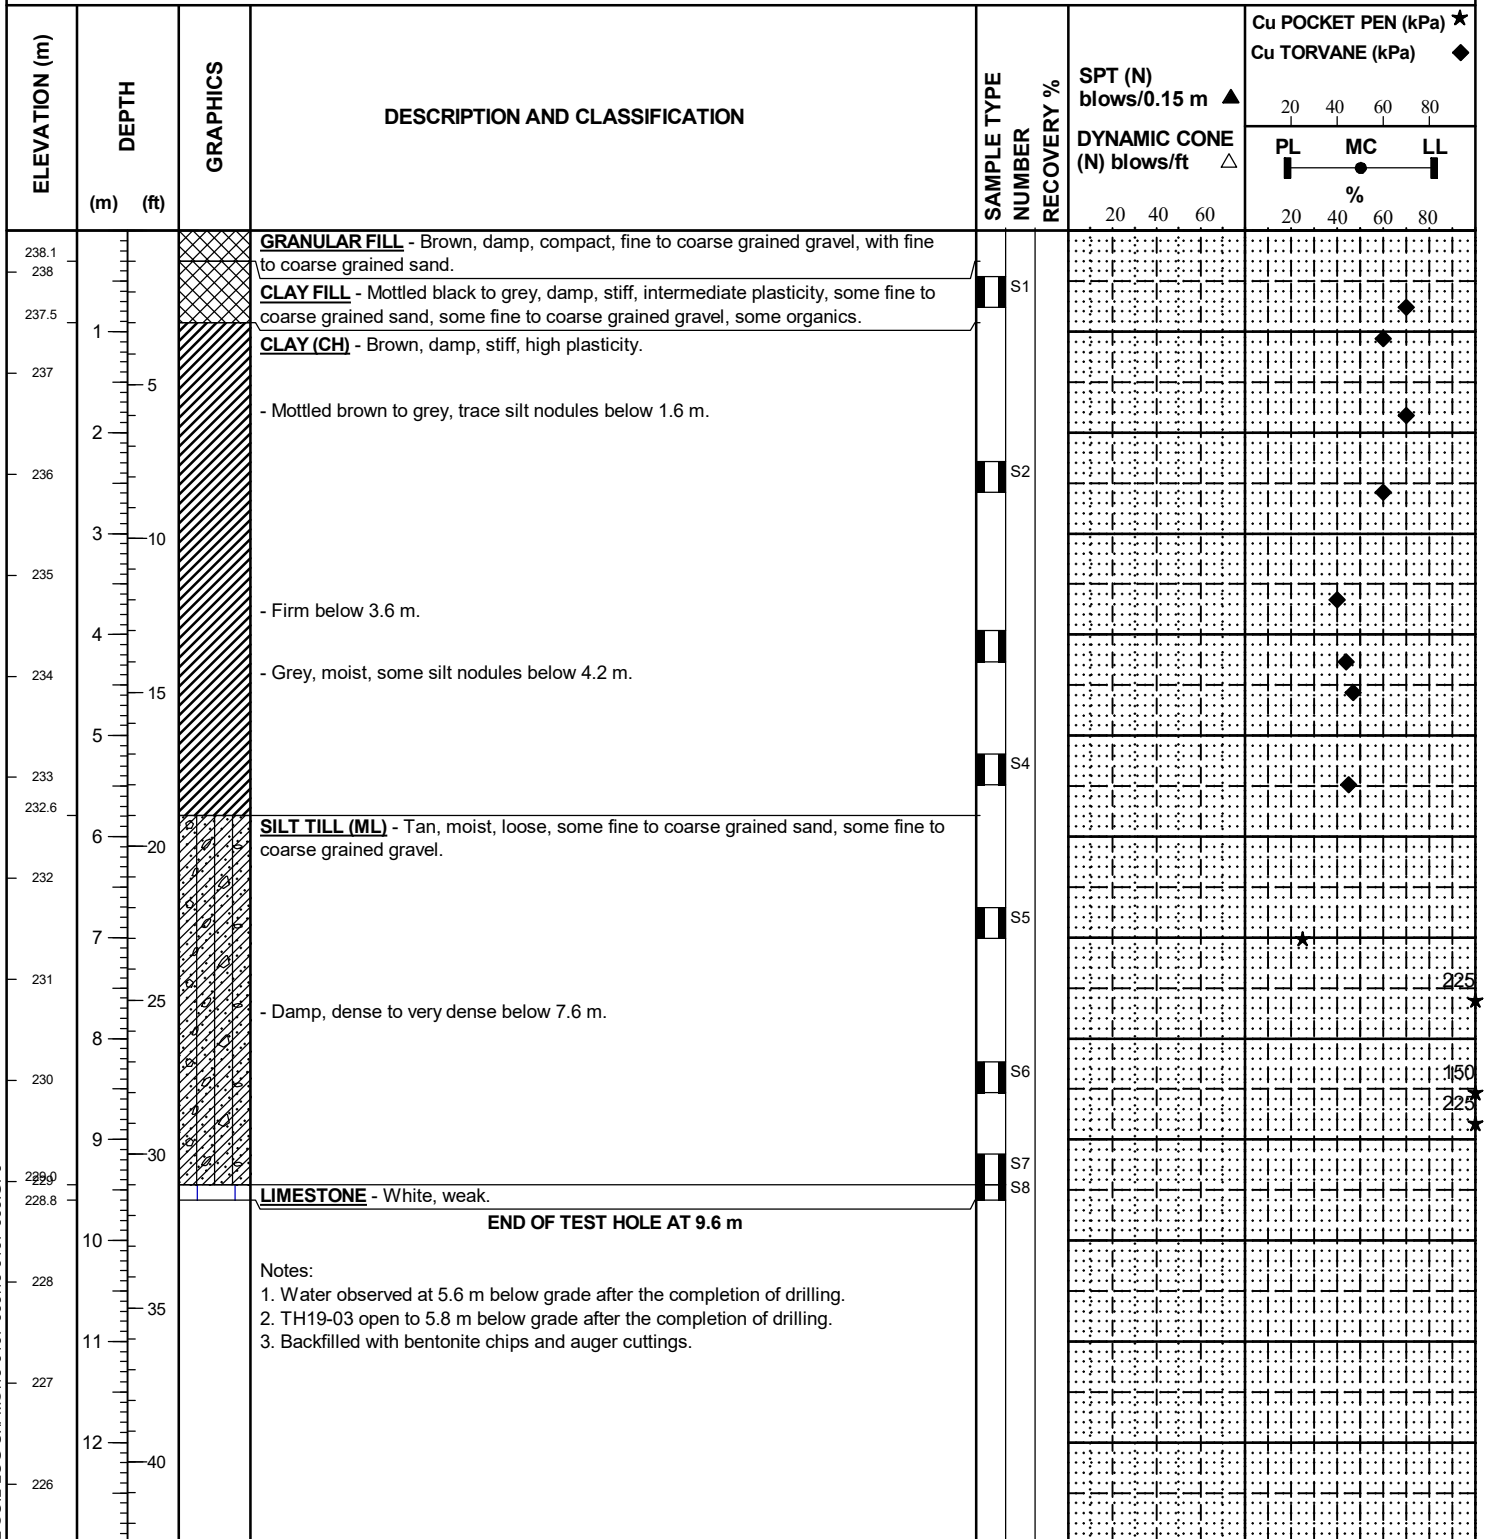 ELEVATION (m)
DEPTH
(m) (ft)
GRAPHICS
DESCRIPTION AND CLASSIFICATION
SAMPLE TYPE
NUMBER
RECOVERY %
SPT (N)
blows/0.15 m ▲
DYNAMIC CONE
(N) blows/ft △
20 40 60
Cu POCKET PEN (kPa) ★
Cu TORVANE (kPa) ◆
20 40 60 80
PL MC LL
%
20 40 60 80
238.1
238
237.5
237
236
235
234
233
232.6
232
231
230
229.0
229
228.8
228
227
226
1
2
3
4
5
6
7
8
9
10
11
12
5
10
15
20
25
30
35
40
GRANULAR FILL - Brown, damp, compact, fine to coarse grained gravel, with fine
to coarse grained sand.
CLAY FILL - Mottled black to grey, damp, stiff, intermediate plasticity, some fine to
coarse grained sand, some fine to coarse grained gravel, some organics.
CLAY (CH) - Brown, damp, stiff, high plasticity.
- Mottled brown to grey, trace silt nodules below 1.6 m.
- Firm below 3.6 m.
- Grey, moist, some silt nodules below 4.2 m.
SILT TILL (ML) - Tan, moist, loose, some fine to coarse grained sand, some fine to
coarse grained gravel.
- Damp, dense to very dense below 7.6 m.
LIMESTONE - White, weak.
END OF TEST HOLE AT 9.6 m
Notes:
1. Water observed at 5.6 m below grade after the completion of drilling.
2. TH19-03 open to 5.8 m below grade after the completion of drilling.
3. Backfilled with bentonite chips and auger cuttings.
S1
S2
S4
S5
S6
S7
S8
225
150
225